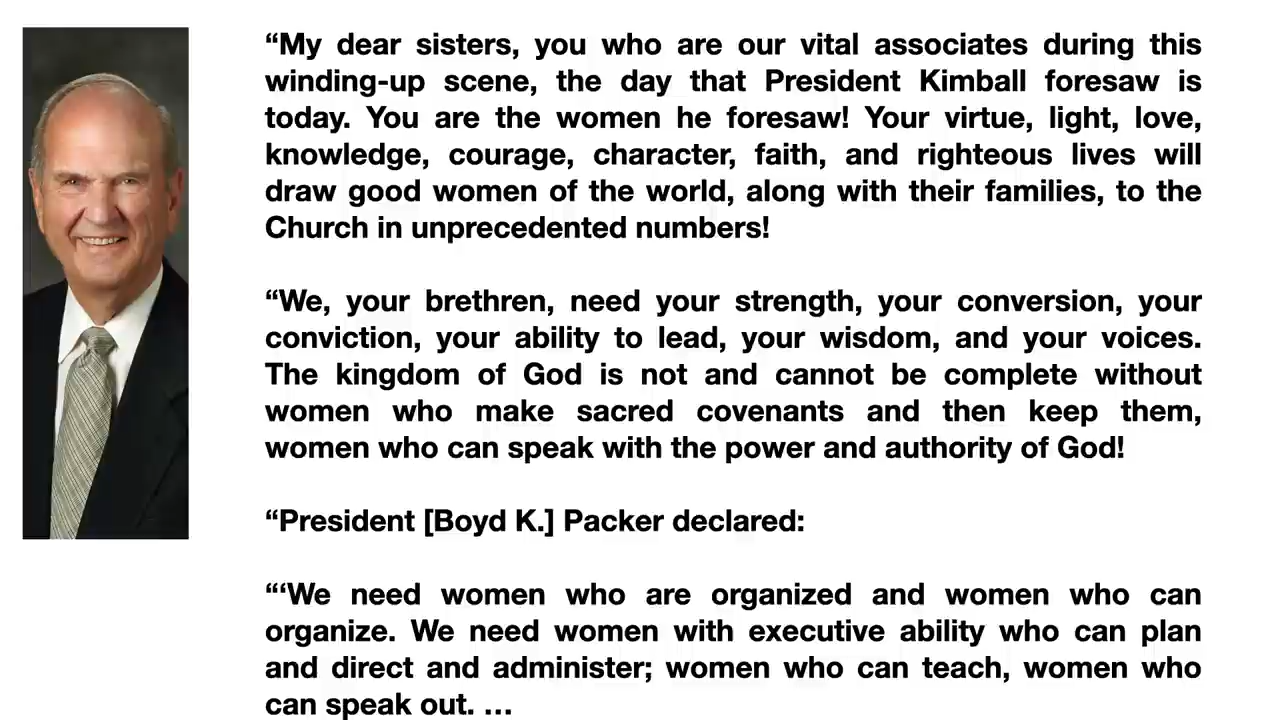 “My dear sisters, you who are our vital associates during this
winding-up scene, the day that President Kimball foresaw is
today. You are the women he foresaw! Your virtue, light, love,
knowledge, courage, character, faith, and righteous lives will
draw good women of the world, along with their families, to the
Church in unprecedented numbers!
“We, your brethren, need your strength, your conversion, your
conviction, your ability to lead, your wisdom, and your voices.
The kingdom of God is not and cannot be complete without
women who make sacred covenants and then keep them,
women who can speak with the power and authority of God!
“President [Boyd K.] Packer declared:
“‘We need women who are organized and women who can
organize. We need women with executive ability who can plan
and direct and administer; women who can teach, women who
can speak out. …